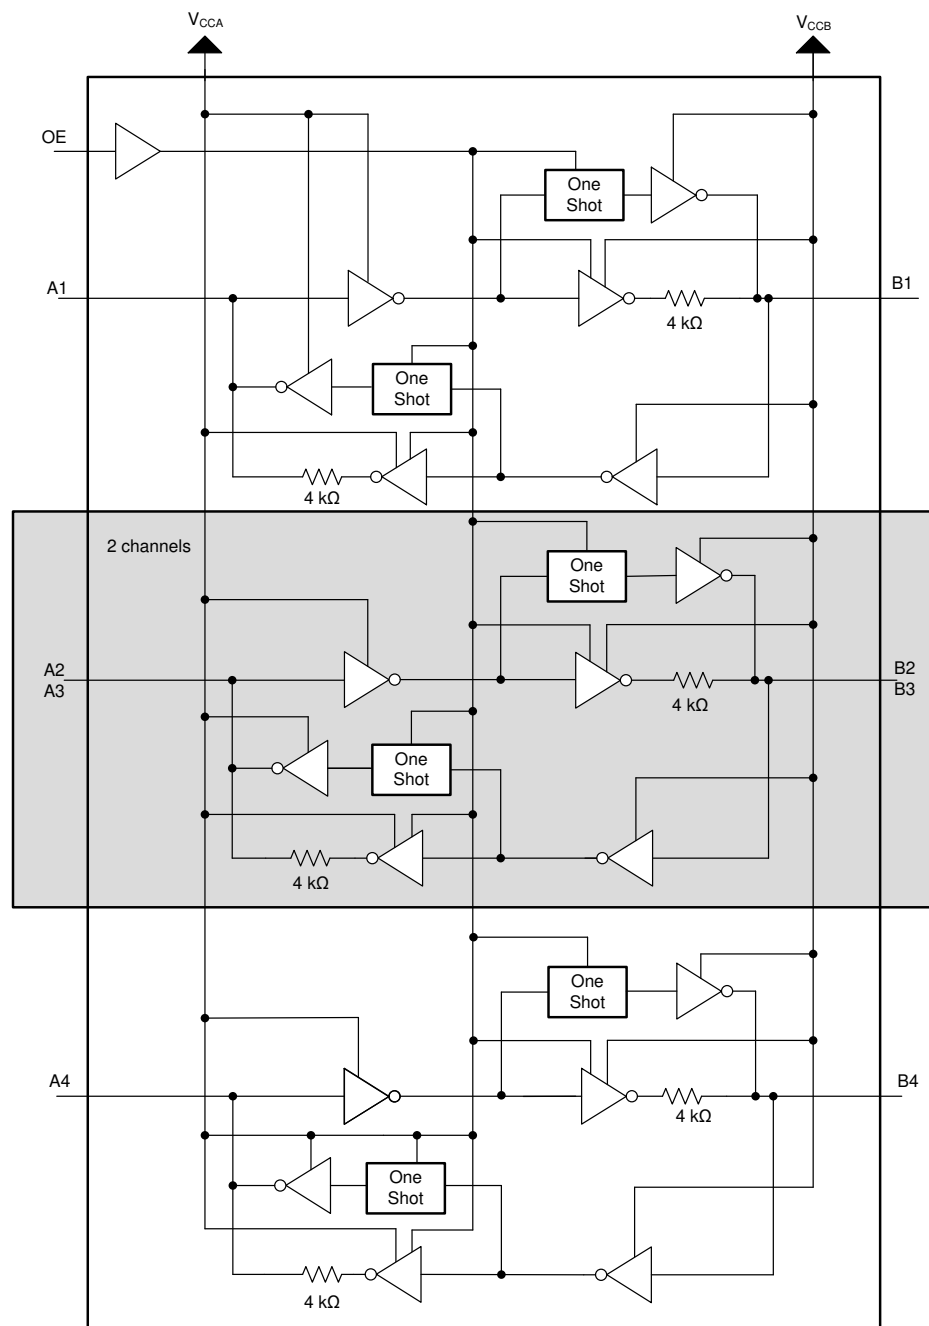 VCCA
VCCB
OE
One
Shot
A1
B1
4 kΩ
One
Shot
4 kΩ
2 channels
One
Shot
A2
A3
B2
B3
4 kΩ
One
Shot
4 kΩ
One
Shot
A4
B4
4 kΩ
One
Shot
4 kΩ